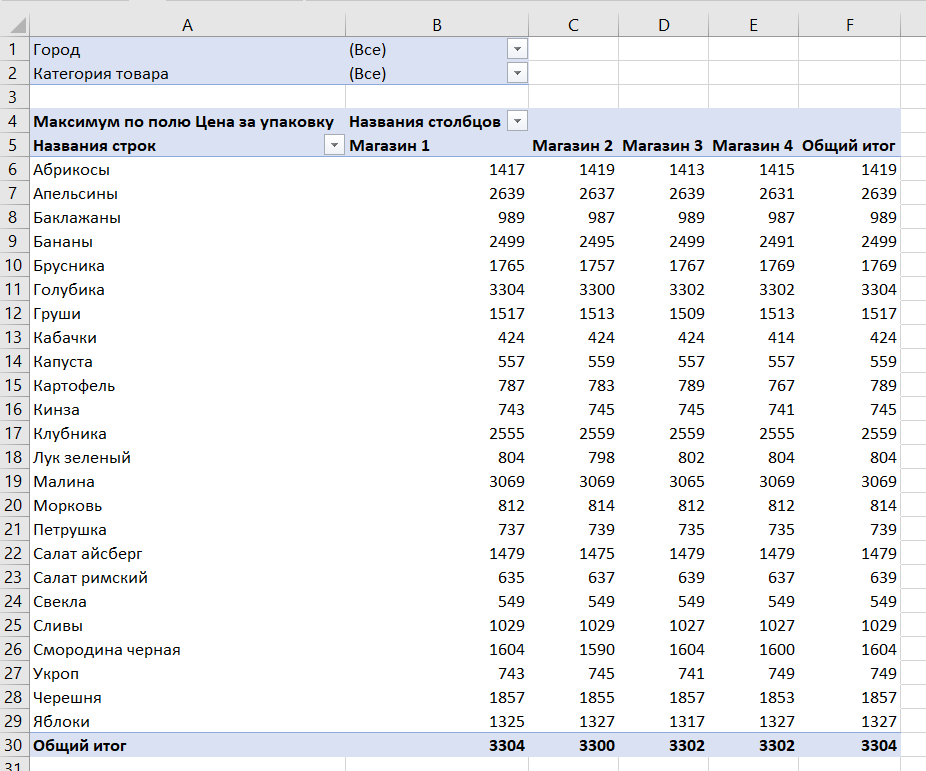 A B C D E F
1 Город (Все)
2 Категория товара (Все)
3
4 Максимум по полю Цена за упаковку Названия столбцов
5 Названия строк Магазин 1 Магазин 2 Магазин 3 Магазин 4 Общий итог
6 Абрикосы 1417 1419 1413 1415 1419
7 Апельсины 2639 2637 2639 2631 2639
8 Баклажаны 989 987 989 987 989
9 Бананы 2499 2495 2499 2491 2499
10 Брусника 1765 1757 1767 1769 1769
11 Голубика 3304 3300 3302 3302 3304
12 Груши 1517 1513 1509 1513 1517
13 Кабачки 424 424 424 414 424
14 Капуста 557 559 557 557 559
15 Картофель 787 783 789 767 789
16 Кинза 743 745 745 741 745
17 Клубника 2555 2559 2559 2555 2559
18 Лук зеленый 804 798 802 804 804
19 Малина 3069 3069 3065 3069 3069
20 Морковь 812 814 812 812 814
21 Петрушка 737 739 735 735 739
22 Салат айсберг 1479 1475 1479 1479 1479
23 Салат римский 635 637 639 637 639
24 Свекла 549 549 549 549 549
25 Сливы 1029 1029 1027 1027 1029
26 Смородина черная 1604 1590 1604 1600 1604
27 Укроп 743 745 741 749 749
28 Черешня 1857 1855 1857 1853 1857
29 Яблоки 1325 1327 1317 1327 1327
30 Общий итог 3304 3300 3302 3302 3304
31